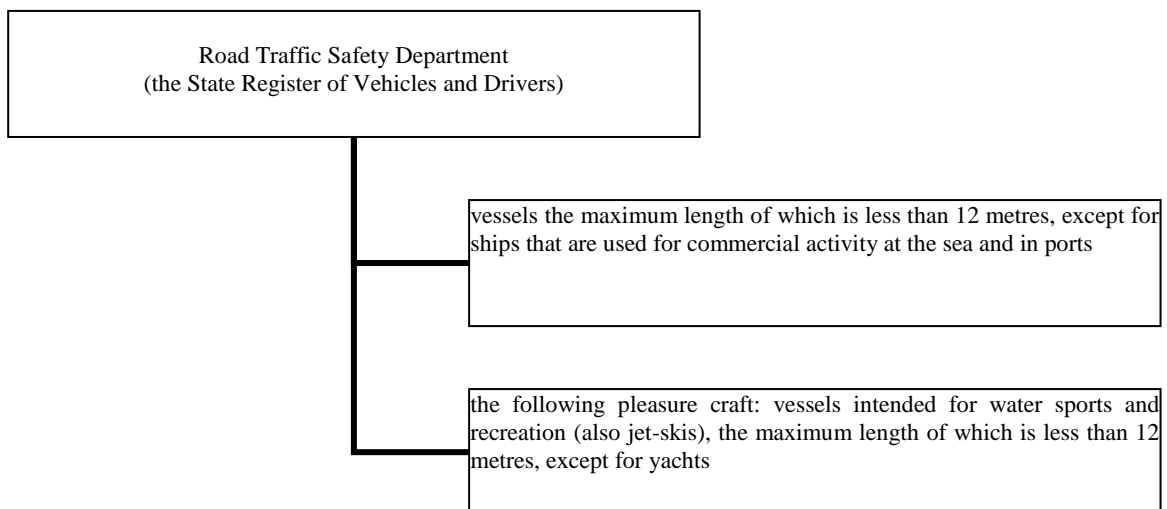 Road Traffic Safety Department
(the State Register of Vehicles and Drivers)
vessels the maximum length of which is less than 12 metres, except for
ships that are used for commercial activity at the sea and in ports
the following pleasure craft: vessels intended for water sports and
recreation (also jet-skis), the maximum length of which is less than 12
metres, except for yachts